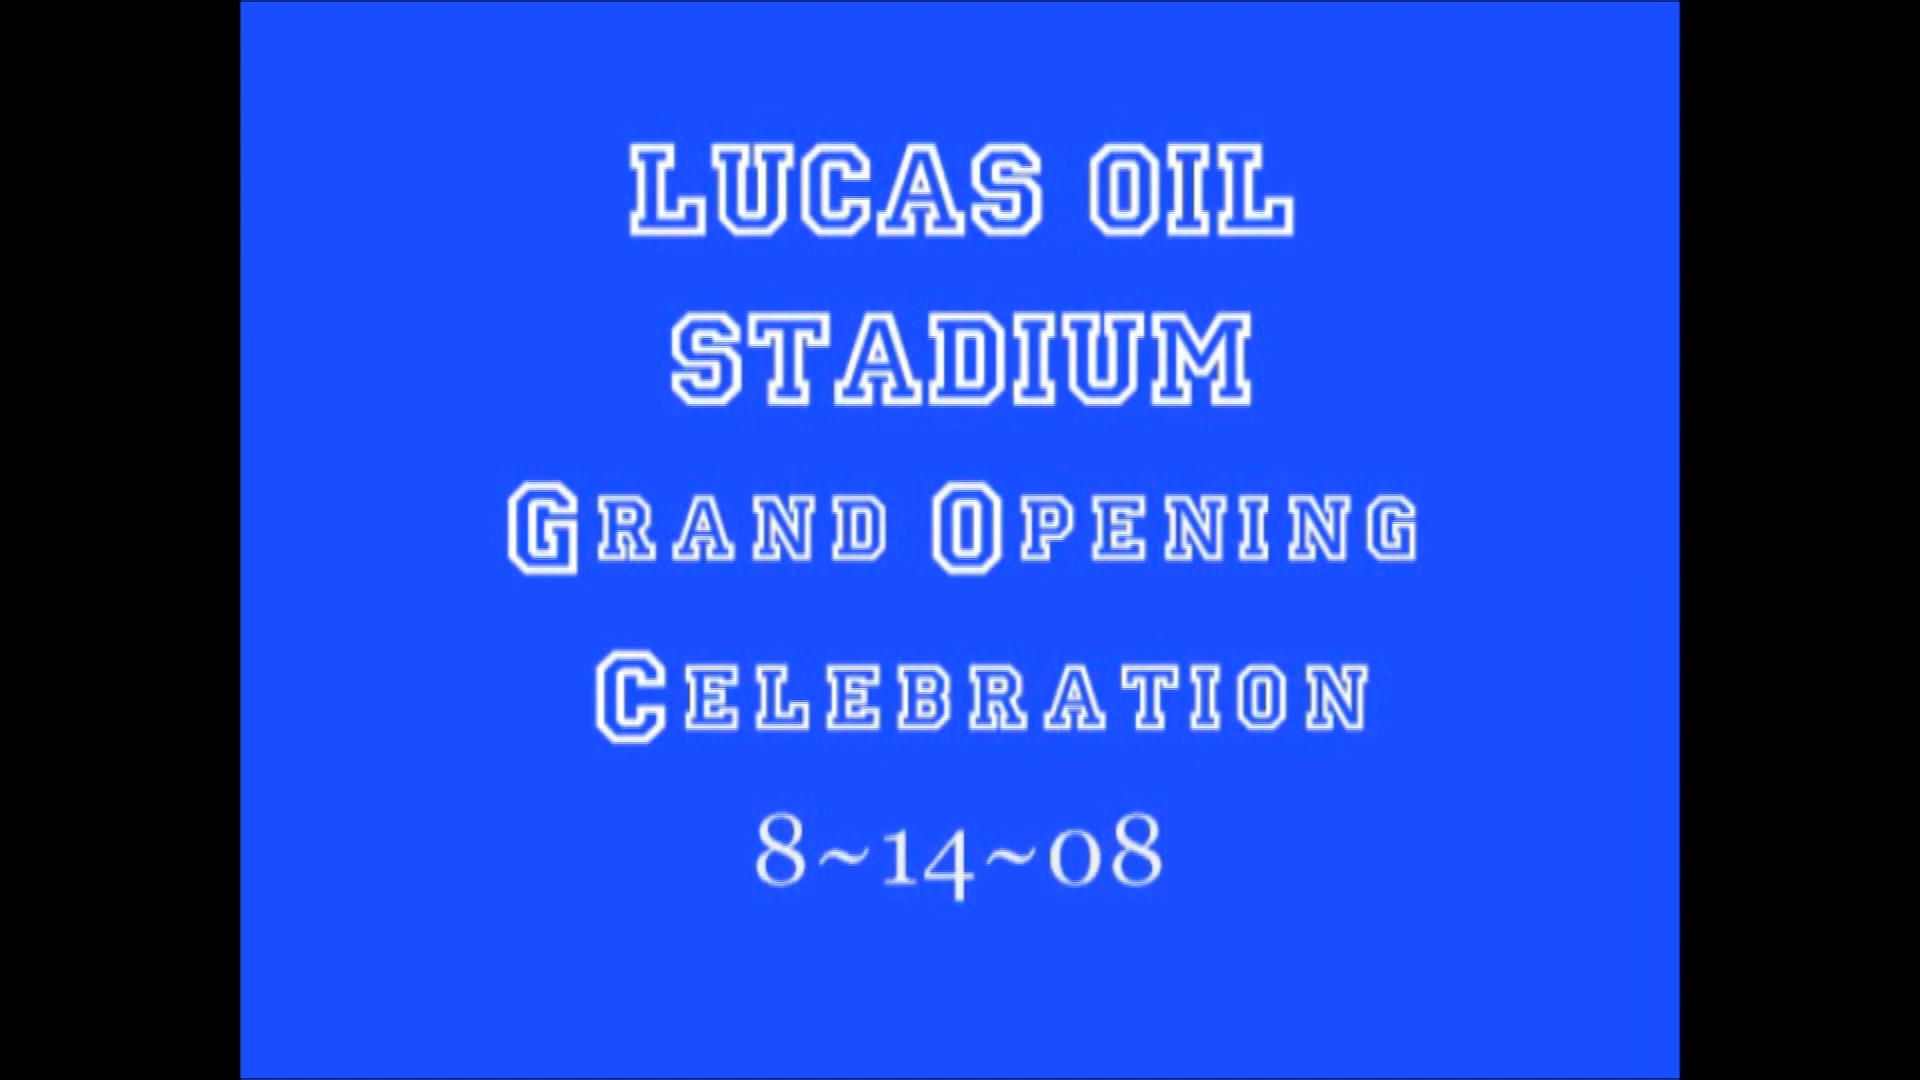 LUCAS OIL
STADIUM
GRAND OPENING
CELEBRATION
8~14~08